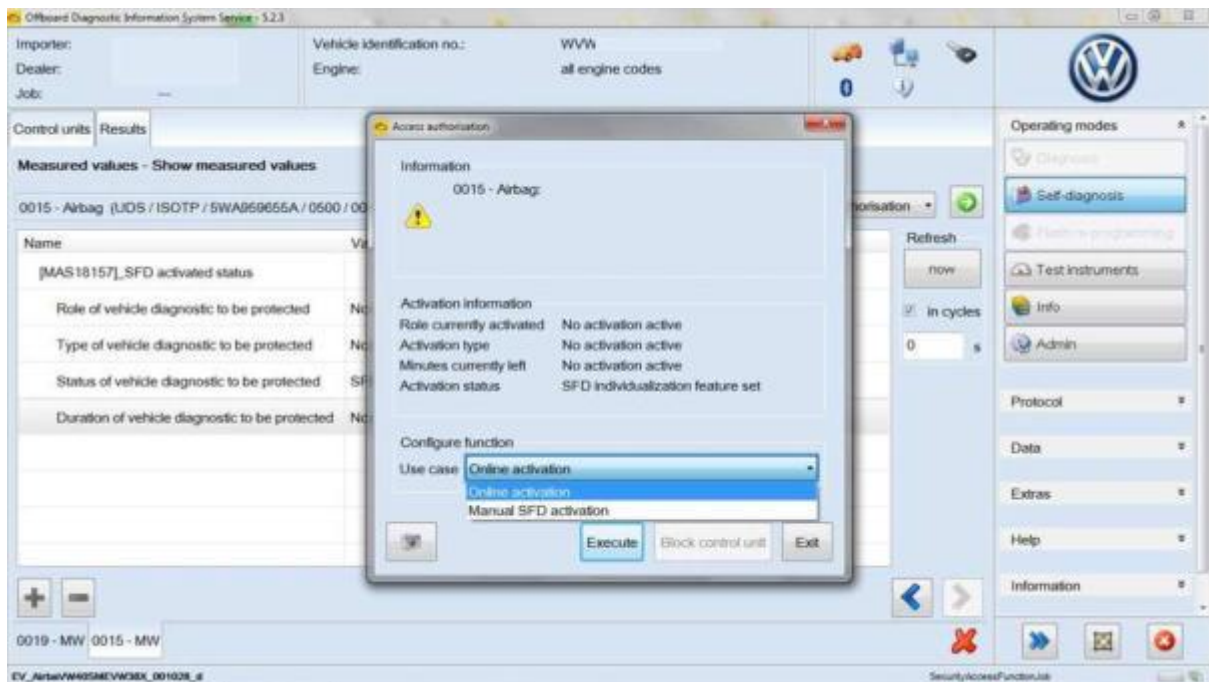 Offboard Diagnostic Information System Service - 5.2.3
Importer:
Dealer:
Job: ---
Vehicle identification no.: WVW
Engine: all engine codes
Control units Results
Measured values - Show measured values
0015 - Airbag (UDS / ISOTP / 5WA959655A / 0500 / 00
Name Va
[MAS18157]_SFD activated status
Role of vehicle diagnostic to be protected No
Type of vehicle diagnostic to be protected No
Status of vehicle diagnostic to be protected SF
Duration of vehicle diagnostic to be protected No
Access authorisation
Information
0015 - Airbag:
Activation information
Role currently activated No activation active
Activation type No activation active
Minutes currently left No activation active
Activation status SFD individualization feature set
Configure function
Use case Online activation
Online activation
Manual SFD activation
Execute Block control unit Exit
Refresh
now
in cycles
0 s
Operating modes
Diagnosis
Self-diagnosis
Test instruments
Info
Admin
Protocol
Data
Extras
Help
Information
0019 - MW 0015 - MW